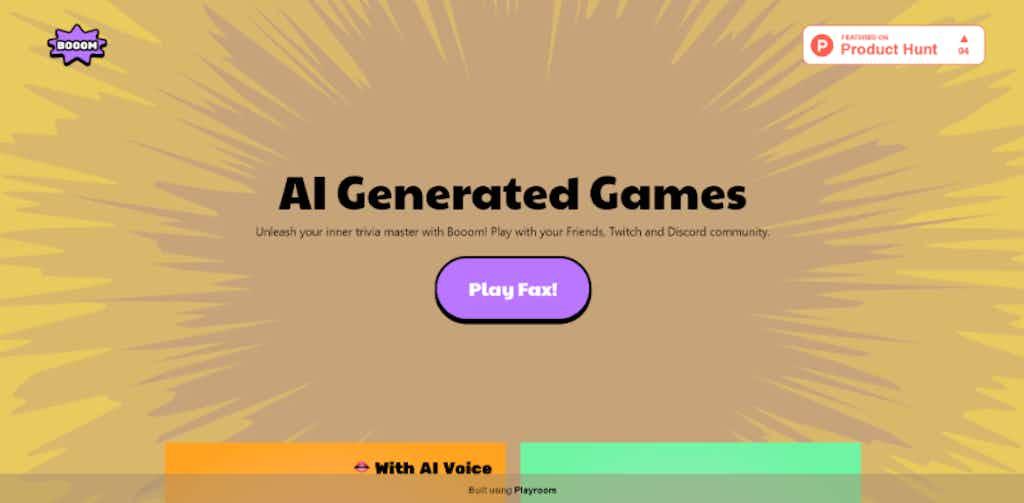 BOOOM
FEATURED ON
Product Hunt
94
AI Generated Games
Unleash your inner trivia master with Booom! Play with your Friends, Twitch and Discord community.
Play Fax!
With AI Voice
Built using Playroom